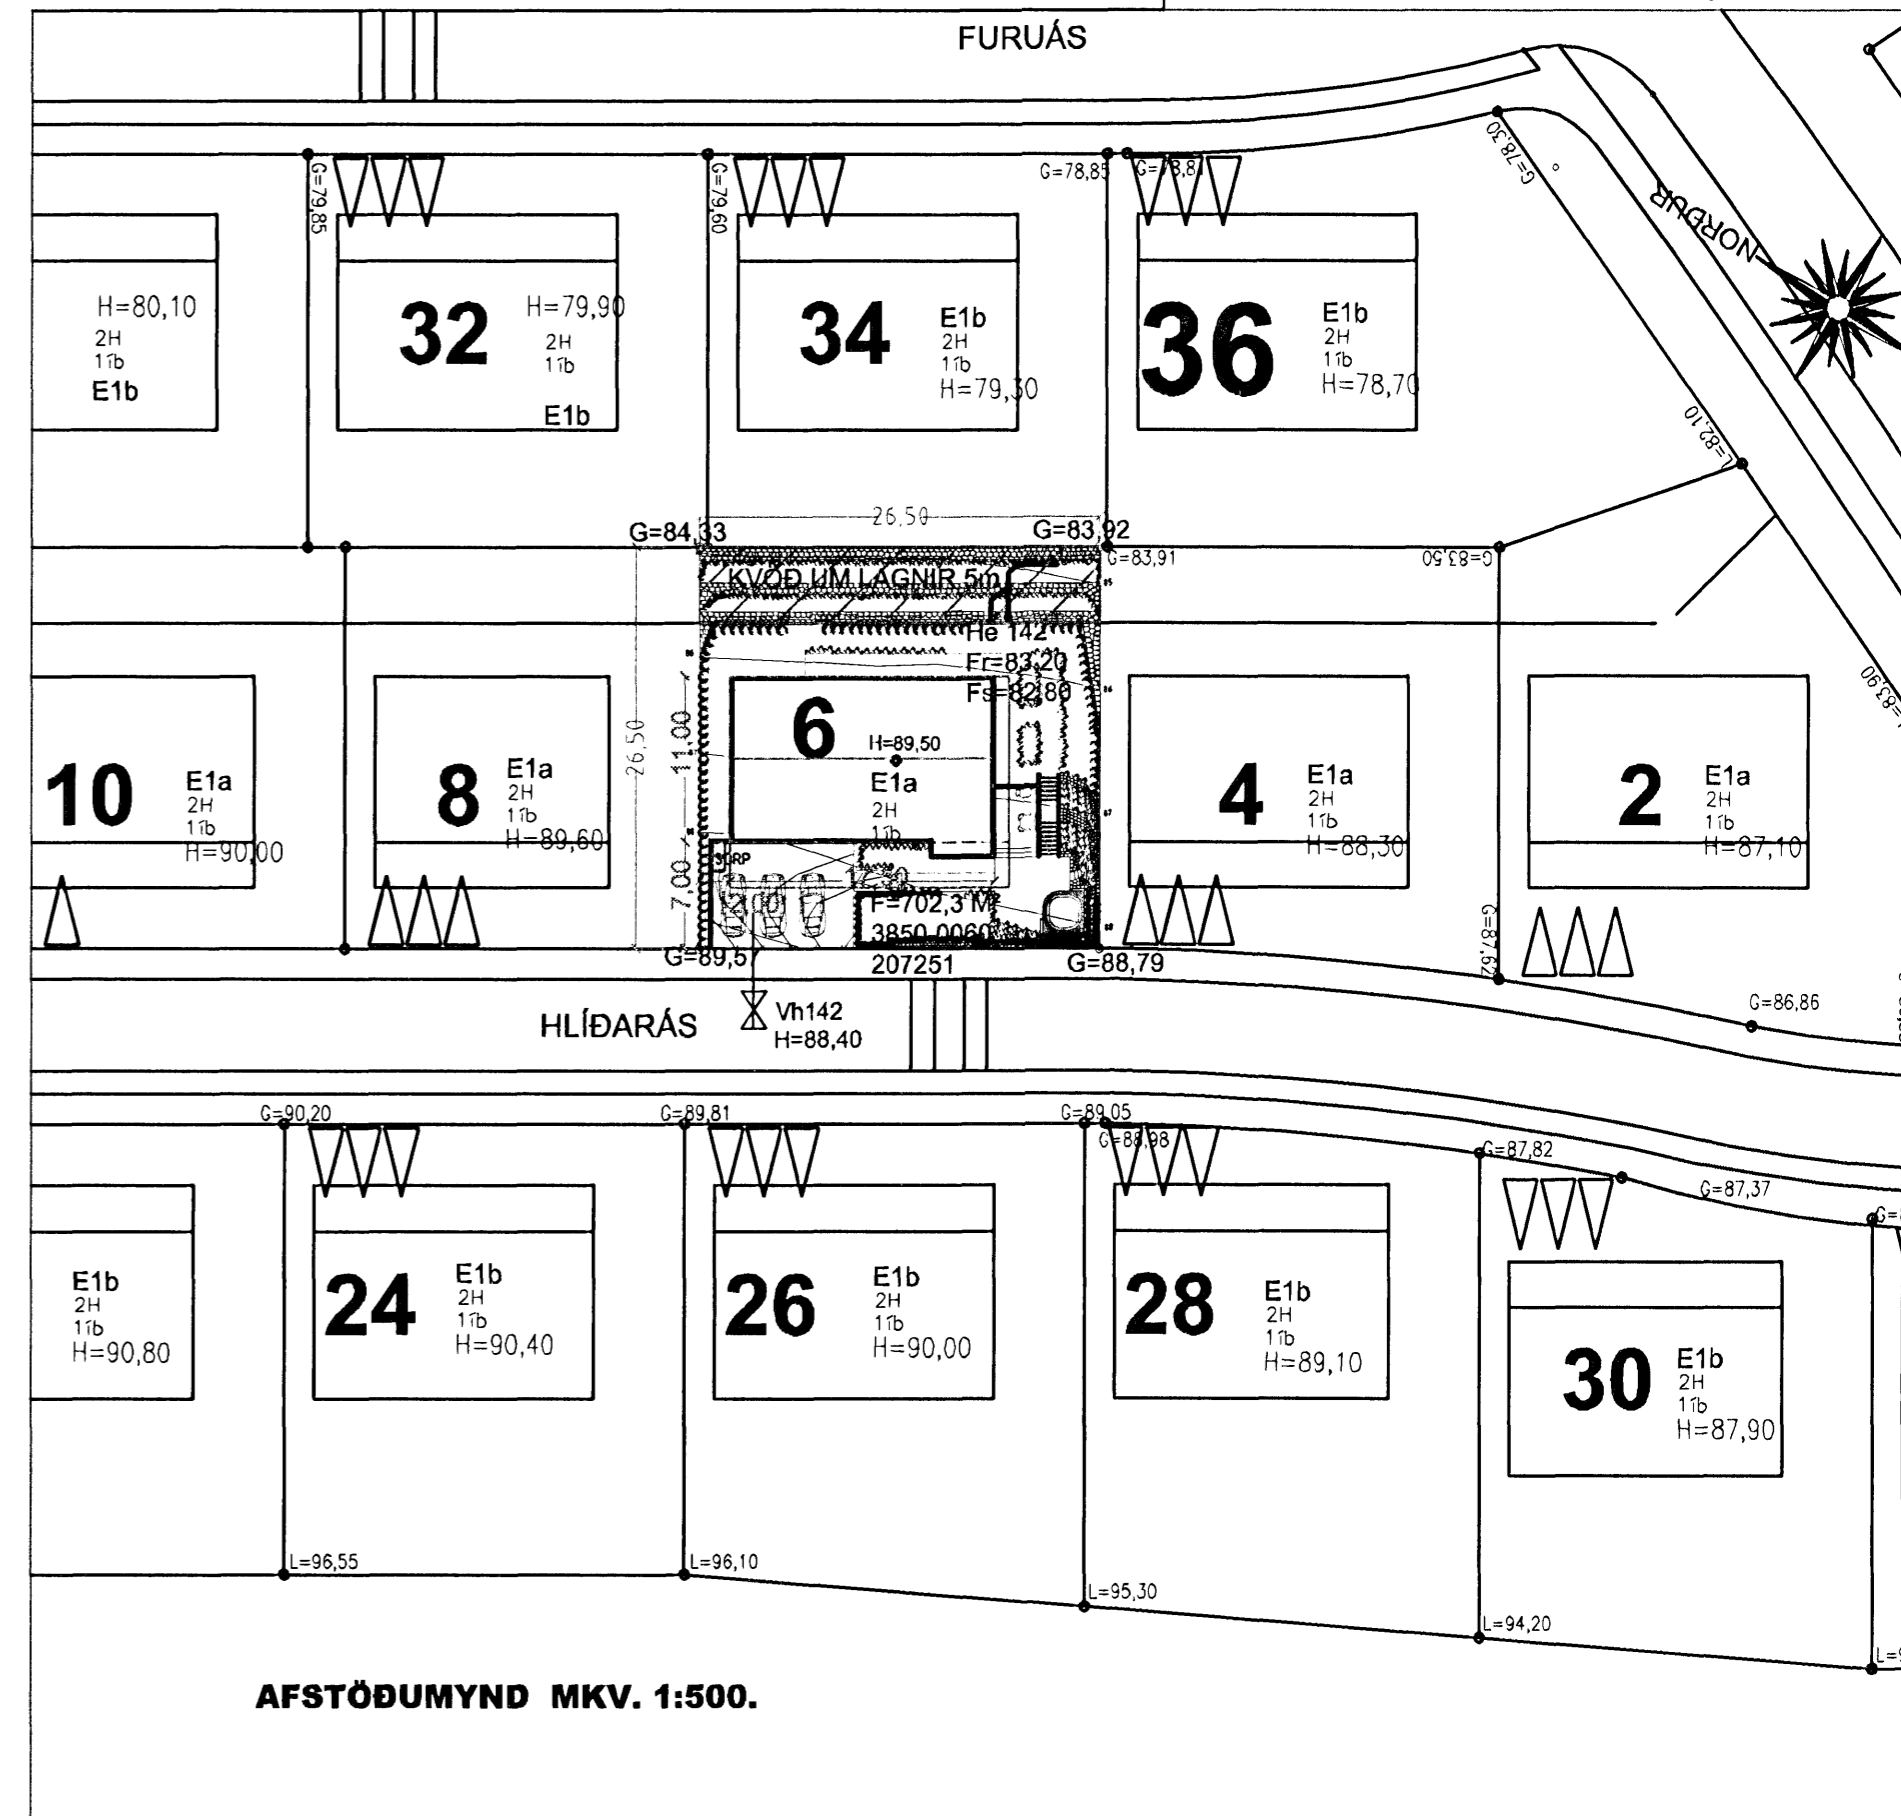 FURUÁS
G=79,85
G=79,60
G=78,85
G=78,81
G=78,30
NORÐUR
H=80,10
2H
1íb
E1b
32
H=79,90
2H
1íb
E1b
34
E1b
2H
1íb
H=79,30
36
E1b
2H
1íb
H=78,70
L=82,10
26,50
G=84,33
G=83,92
G=83,91
G=83,50
KVÖÐ UM LAGNIR 5m
He 142
Fr=83,20
Fs=82,80
L=83,90
26,50
11,00
7,00
10
E1a
2H
1íb
H=90,00
8
E1a
2H
1íb
H=89,60
6
H=89,50
E1a
2H
1íb
SORP
F=702,3 M²
3850-0060
207251
4
E1a
2H
1íb
H=88,30
2
E1a
2H
1íb
H=87,10
G=89,57
G=88,79
G=87,62
G=86,86
HLÍÐARÁS
Vh142
H=88,40
G=90,20
G=89,81
G=89,05
G=88,98
G=87,82
G=87,37
E1b
2H
1íb
H=90,80
24
E1b
2H
1íb
H=90,40
26
E1b
2H
1íb
H=90,00
28
E1b
2H
1íb
H=89,10
30
E1b
2H
1íb
H=87,90
L=96,55
L=96,10
L=95,30
L=94,20
AFSTÖÐUMYND MKV. 1:500.